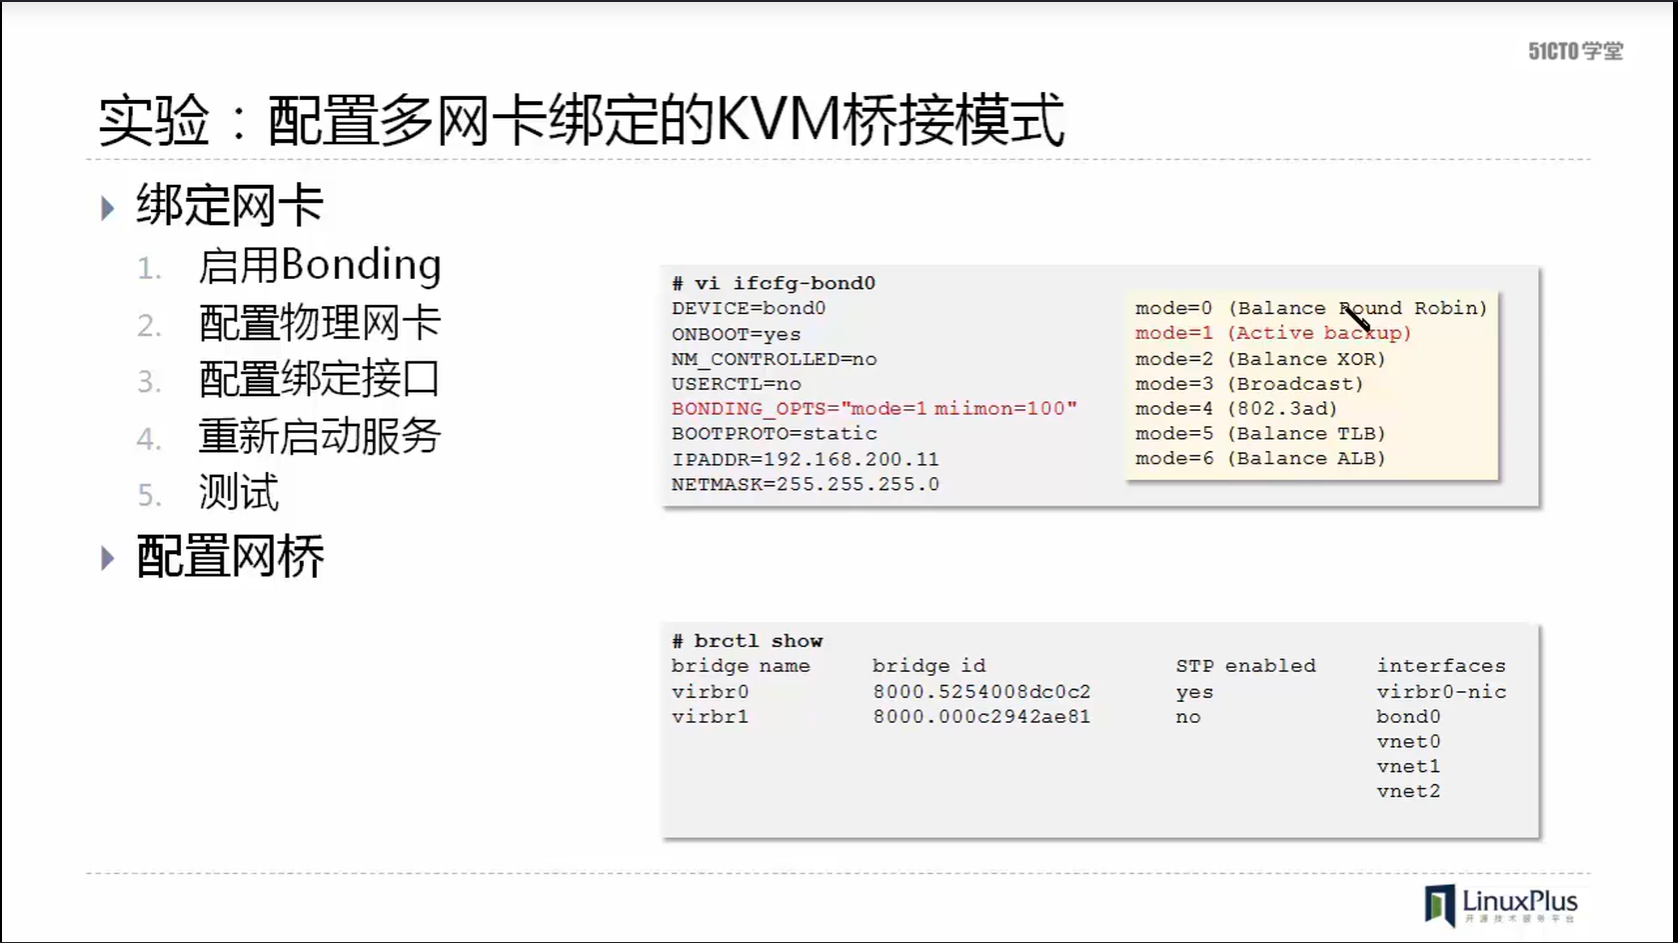 51CTO学堂
实验：配置多网卡绑定的KVM桥接模式
绑定网卡
1. 启用Bonding
2. 配置物理网卡
3. 配置绑定接口
4. 重新启动服务
5. 测试
配置网桥
# vi ifcfg-bond0
DEVICE=bond0
ONBOOT=yes
NM_CONTROLLED=no
USERCTL=no
BONDING_OPTS="mode=1 miimon=100"
BOOTPROTO=static
IPADDR=192.168.200.11
NETMASK=255.255.255.0
mode=0 (Balance Round Robin)
mode=1 (Active backup)
mode=2 (Balance XOR)
mode=3 (Broadcast)
mode=4 (802.3ad)
mode=5 (Balance TLB)
mode=6 (Balance ALB)
# brctl show
bridge name bridge id STP enabled interfaces
virbr0 8000.5254008dc0c2 yes virbr0-nic
virbr1 8000.000c2942ae81 no bond0
vnet0
vnet1
vnet2
LinuxPlus
开源技术服务平台